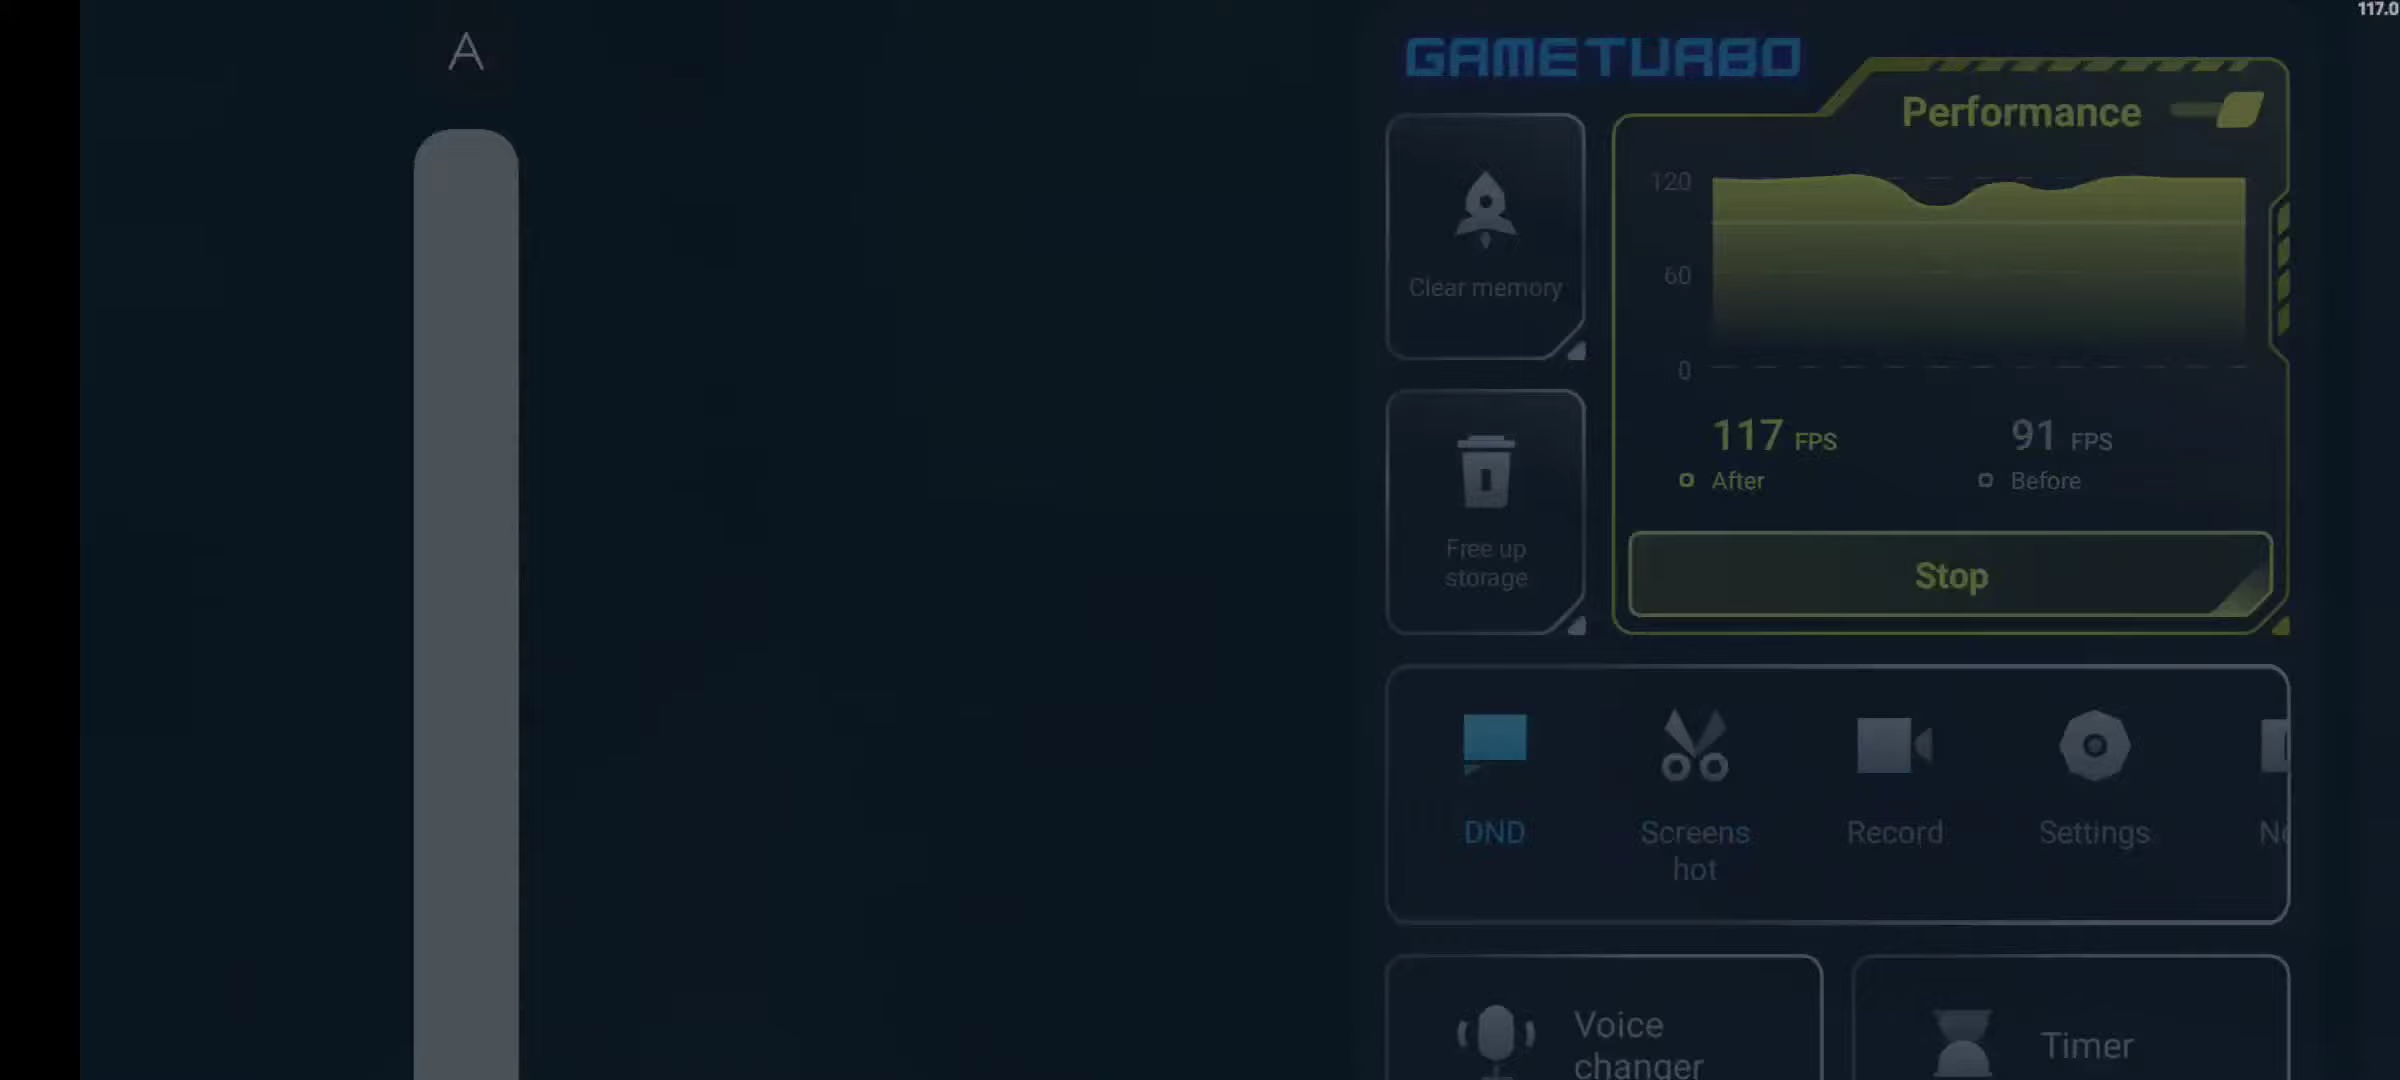 117.0
A
GAMETURBO
Performance
Clear memory
120
60
0
117 FPS
After
91 FPS
Before
Free up
storage
Stop
DND
Screens
hot
Record
Settings
Voice
changer
Timer